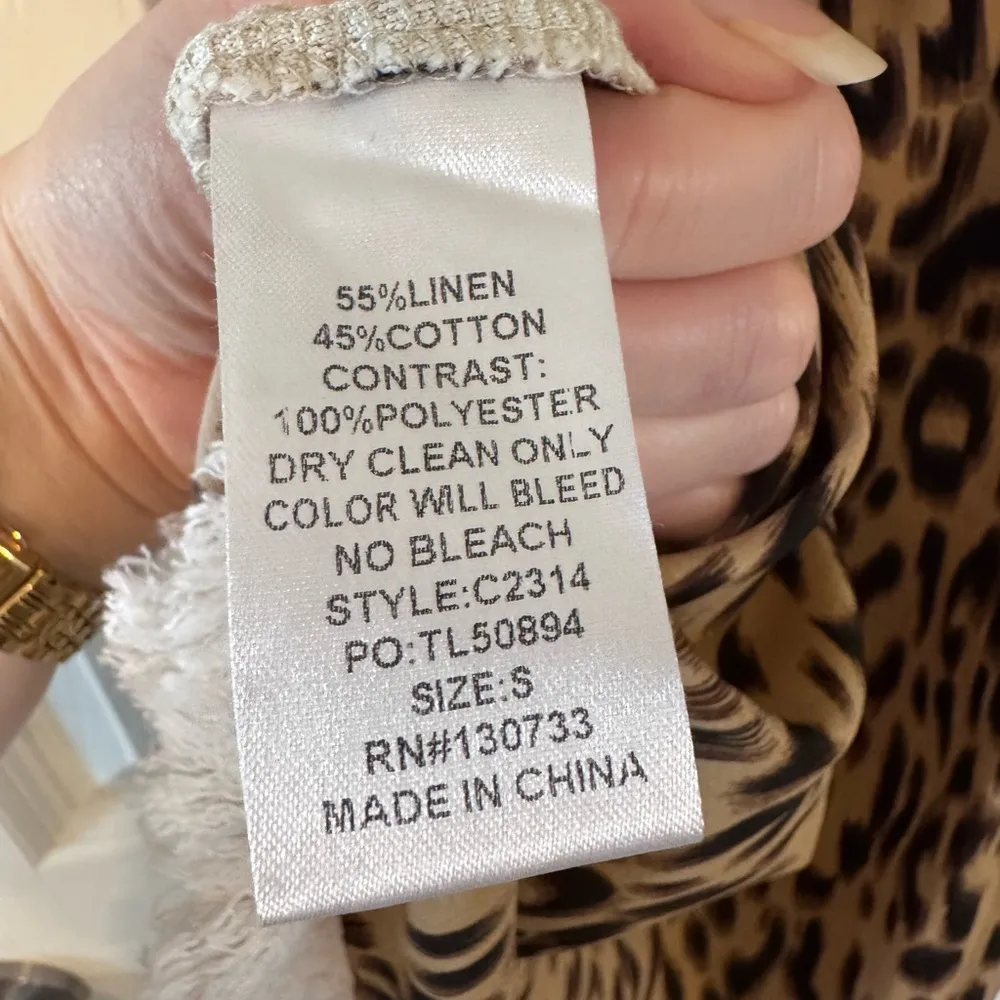 55%LINEN
45%COTTON
CONTRAST:
100%POLYESTER
DRY CLEAN ONLY
COLOR WILL BLEED
NO BLEACH
STYLE:C2314
PO:TL50894
SIZE:S
RN#130733
MADE IN CHINA